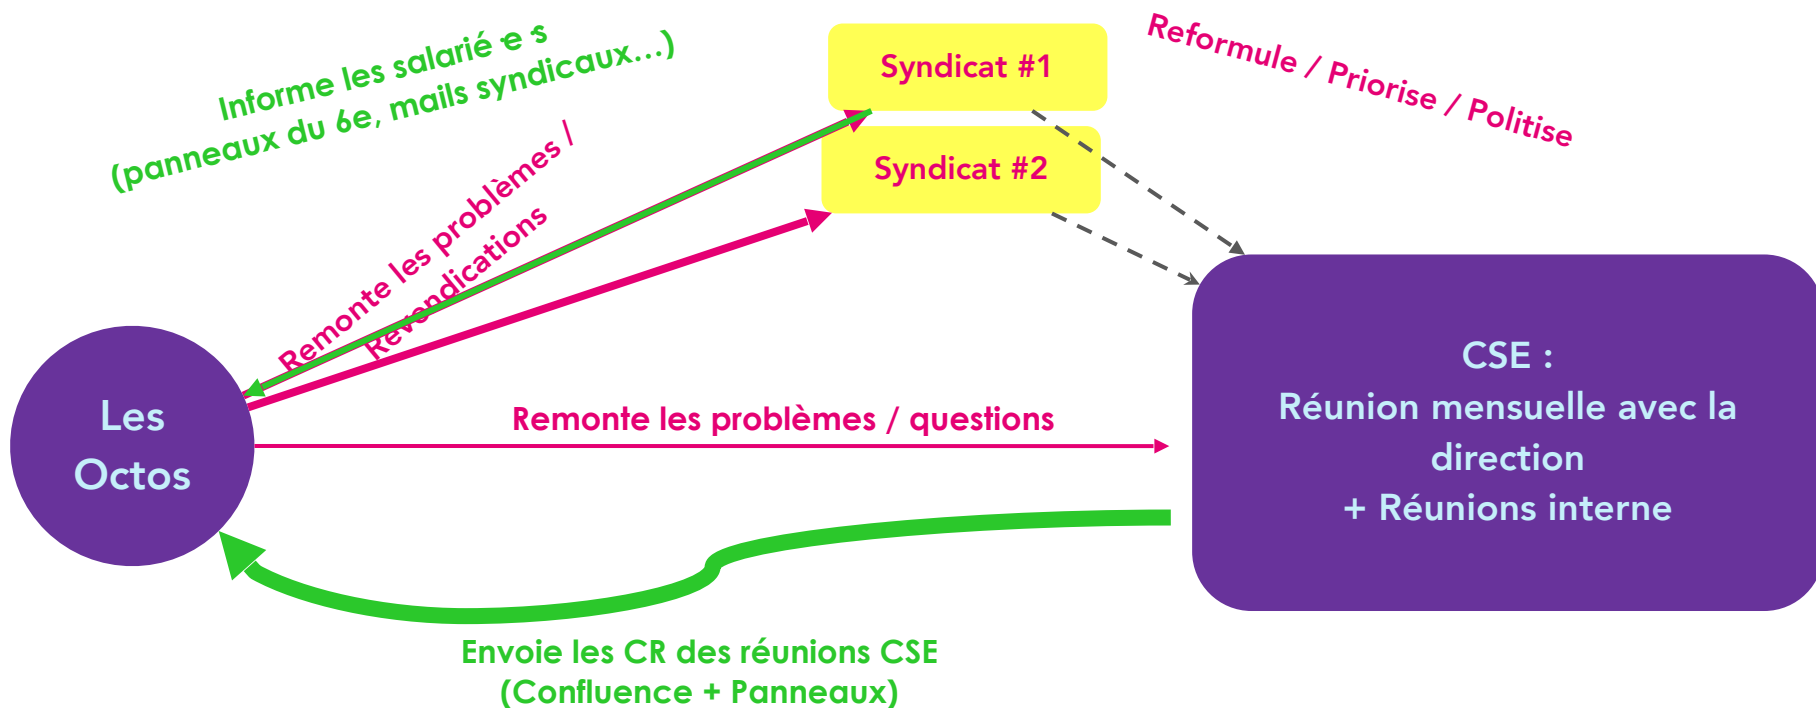 Informe les salarié·e·s
(panneaux du 6e, mails syndicaux...)
Remonte les problèmes /
Revendications
Syndicat #1
Syndicat #2
Reformule / Priorise / Politise
Les
Octos
Remonte les problèmes / questions
CSE :
Réunion mensuelle avec la
direction
+ Réunions interne
Envoie les CR des réunions CSE
(Confluence + Panneaux)